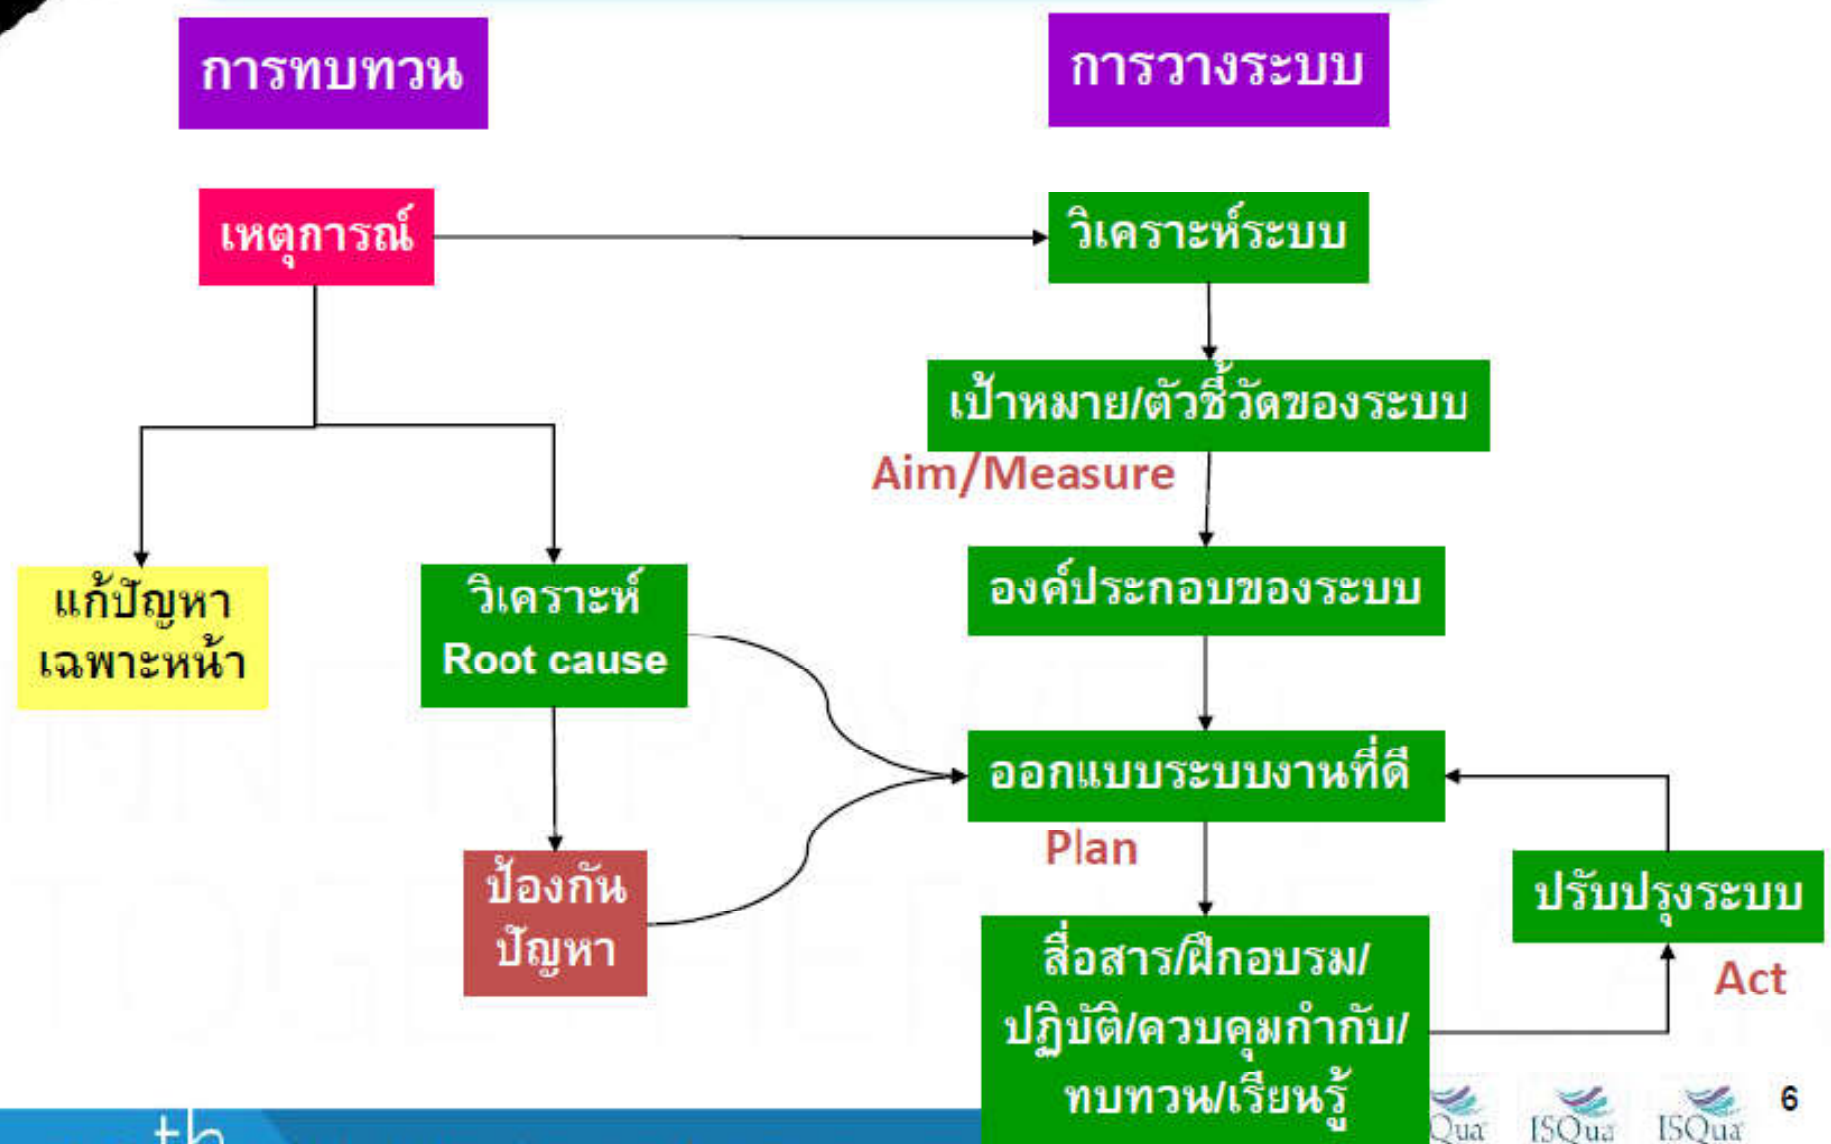 การทบทวน
การวางระบบ
เหตุการณ์
วิเคราะห์ระบบ
เป้าหมาย/ตัวชี้วัดของระบบ
Aim/Measure
องค์ประกอบของระบบ
แก้ปัญหา
เฉพาะหน้า
วิเคราะห์
Root cause
ออกแบบระบบงานที่ดี
Plan
ป้องกัน
ปัญหา
ปรับปรุงระบบ
Act
สื่อสาร/ฝึกอบรม/
ปฏิบัติ/ควบคุมกำกับ/
ทบทวน/เรียนรู้
th
Qua
ISQua
ISQua
6